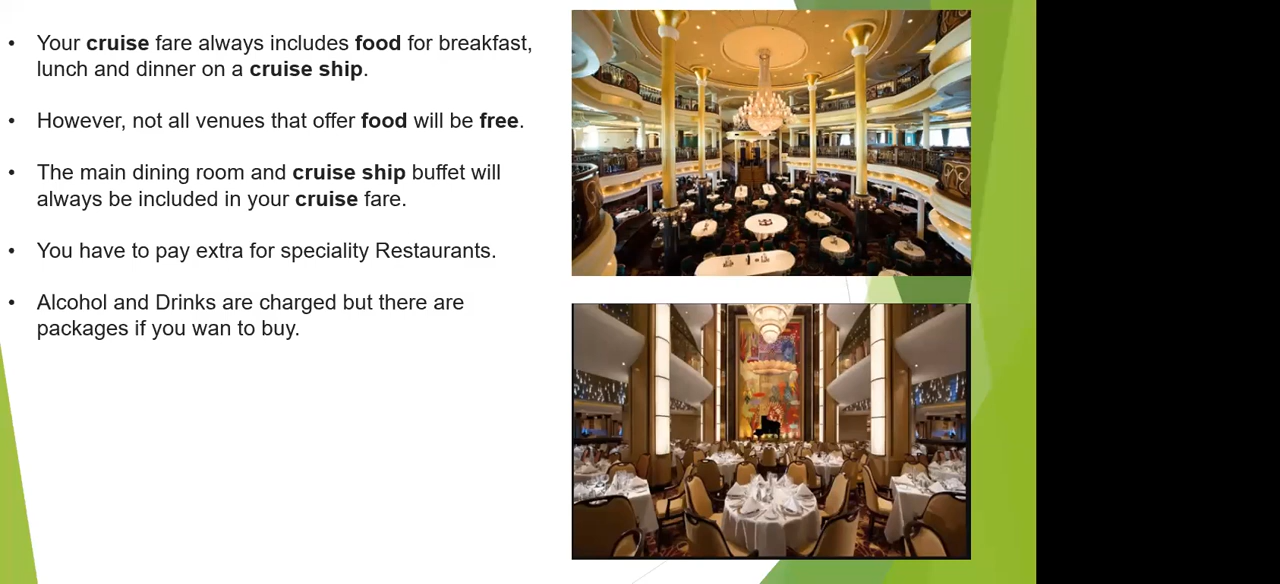 • Your cruise fare always includes food for breakfast,
lunch and dinner on a cruise ship.
• However, not all venues that offer food will be free.
• The main dining room and cruise ship buffet will
always be included in your cruise fare.
• You have to pay extra for speciality Restaurants.
• Alcohol and Drinks are charged but there are
packages if you wan to buy.